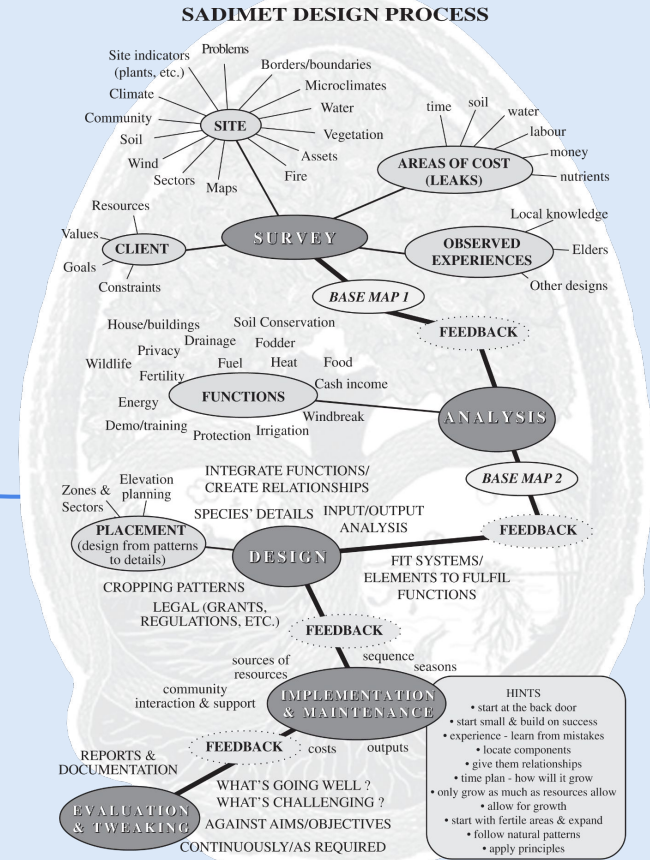 SADIMET DESIGN PROCESS
Problems
Site indicators
(plants, etc.)
Borders/boundaries
Climate
Microclimates
Community
Water
Soil
SITE
Vegetation
Wind
Assets
Sectors
Maps
Fire
time
soil
water
labour
money
nutrients
AREAS OF COST
(LEAKS)
Resources
Values
CLIENT
Goals
Constraints
SURVEY
Local knowledge
OBSERVED
EXPERIENCES
Elders
Other designs
BASE MAP 1
FEEDBACK
House/buildings
Soil Conservation
Drainage
Fodder
Privacy
Wildlife
Fuel
Heat
Food
Fertility
Cash income
FUNCTIONS
Energy
Windbreak
Demo/training
Protection
Irrigation
ANALYSIS
BASE MAP 2
FEEDBACK
INTEGRATE FUNCTIONS/
CREATE RELATIONSHIPS
Zones &
Sectors
Elevation
planning
SPECIES' DETAILS
INPUT/OUTPUT
ANALYSIS
PLACEMENT
(design from patterns
to details)
DESIGN
FIT SYSTEMS/
ELEMENTS TO FULFIL
FUNCTIONS
CROPPING PATTERNS
LEGAL (GRANTS,
REGULATIONS, ETC.)
FEEDBACK
sources of
resources
sequence
seasons
community
interaction & support
IMPLEMENTATION
& MAINTENANCE
FEEDBACK
costs
outputs
REPORTS &
DOCUMENTATION
WHAT'S GOING WELL ?
WHAT'S CHALLENGING ?
EVALUATION
& TWEAKING
AGAINST AIMS/OBJECTIVES
CONTINUOUSLY/AS REQUIRED
HINTS
• start at the back door
• start small & build on success
• experience - learn from mistakes
• locate components
• give them relationships
• time plan - how will it grow
• only grow as much as resources allow
• allow for growth
• start with fertile areas & expand
• follow natural patterns
• apply principles